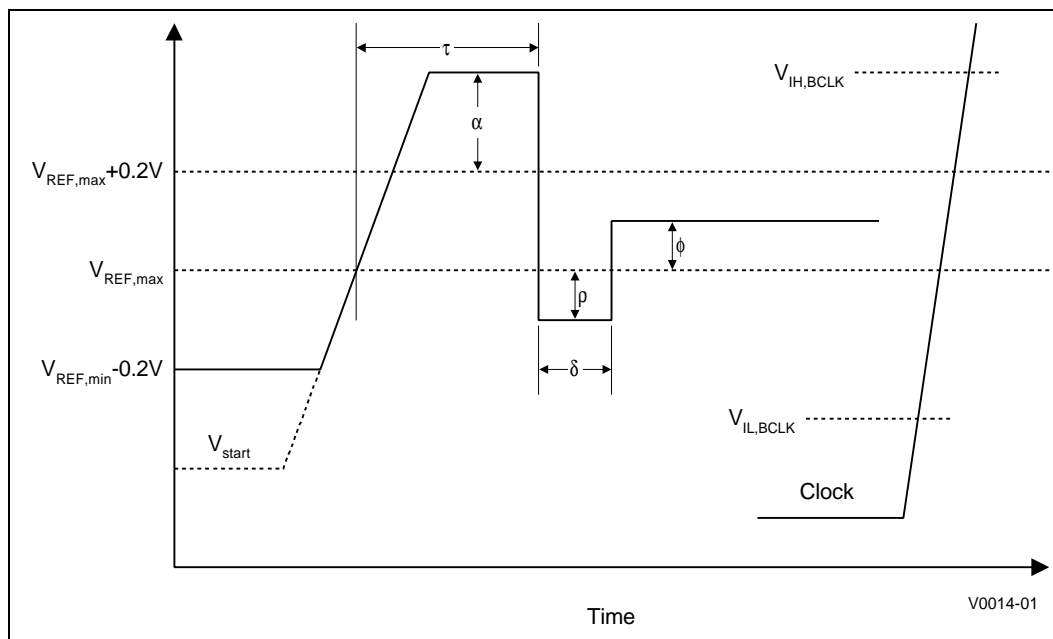 τ
V_IH,BCLK
α
V_REF,max+0.2V
ϕ
V_REF,max
ρ
V_REF,min-0.2V
δ
V_IL,BCLK
V_start
Clock
V0014-01
Time